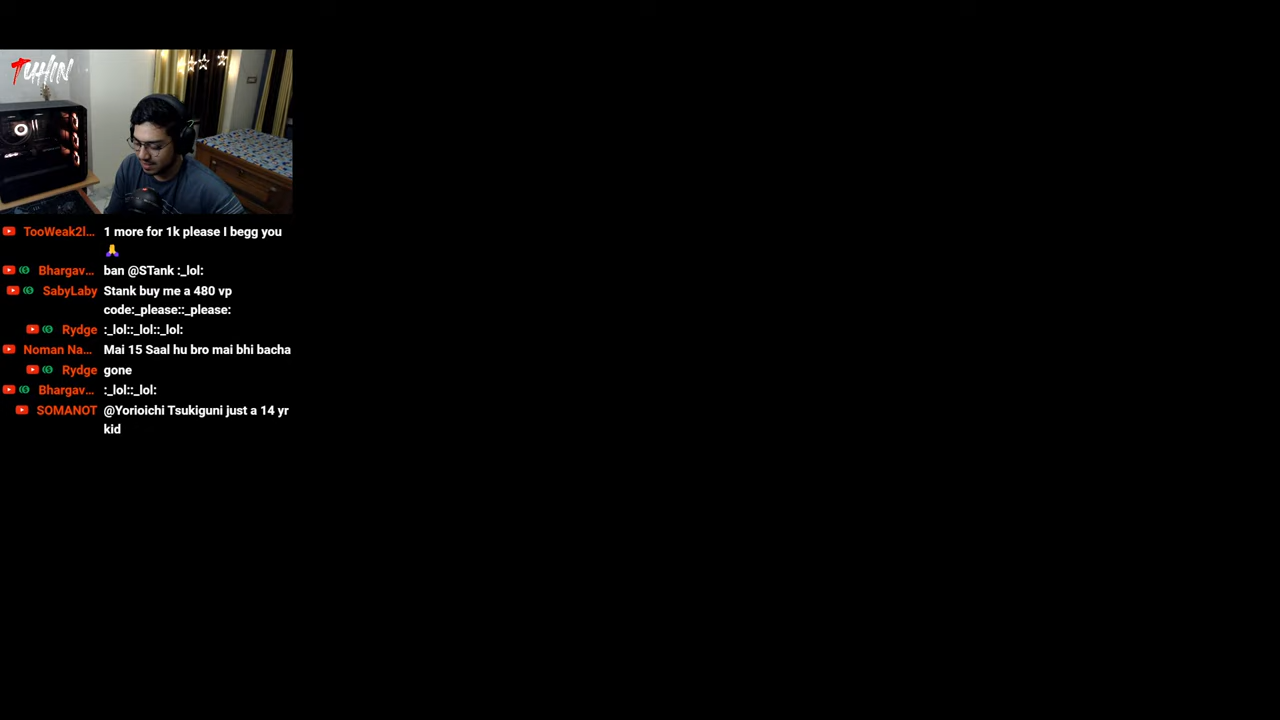 TUHIN
TooWeak2l... 1 more for 1k please I begg you
🙏
Bhargav... ban @STank :_lol:
SabyLaby Stank buy me a 480 vp
code:_please::_please:
Rydge :_lol::_lol::_lol:
Noman Na... Mai 15 Saal hu bro mai bhi bacha
Rydge gone
Bhargav... :_lol::_lol:
SOMANOT @Yorioichi Tsukiguni just a 14 yr
kid